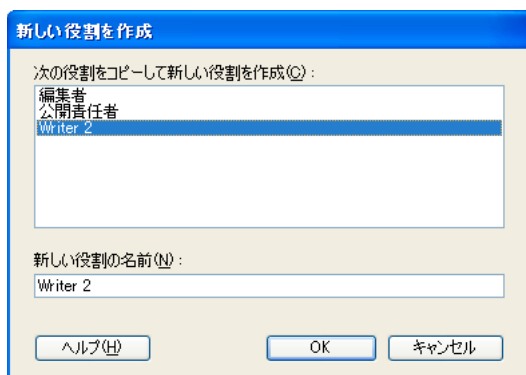 新しい役割を作成
次の役割をコピーして新しい役割を作成(C):
編集者
公開責任者
Writer 2
新しい役割の名前(N):
Writer 2
ヘルプ(H) OK キャンセル